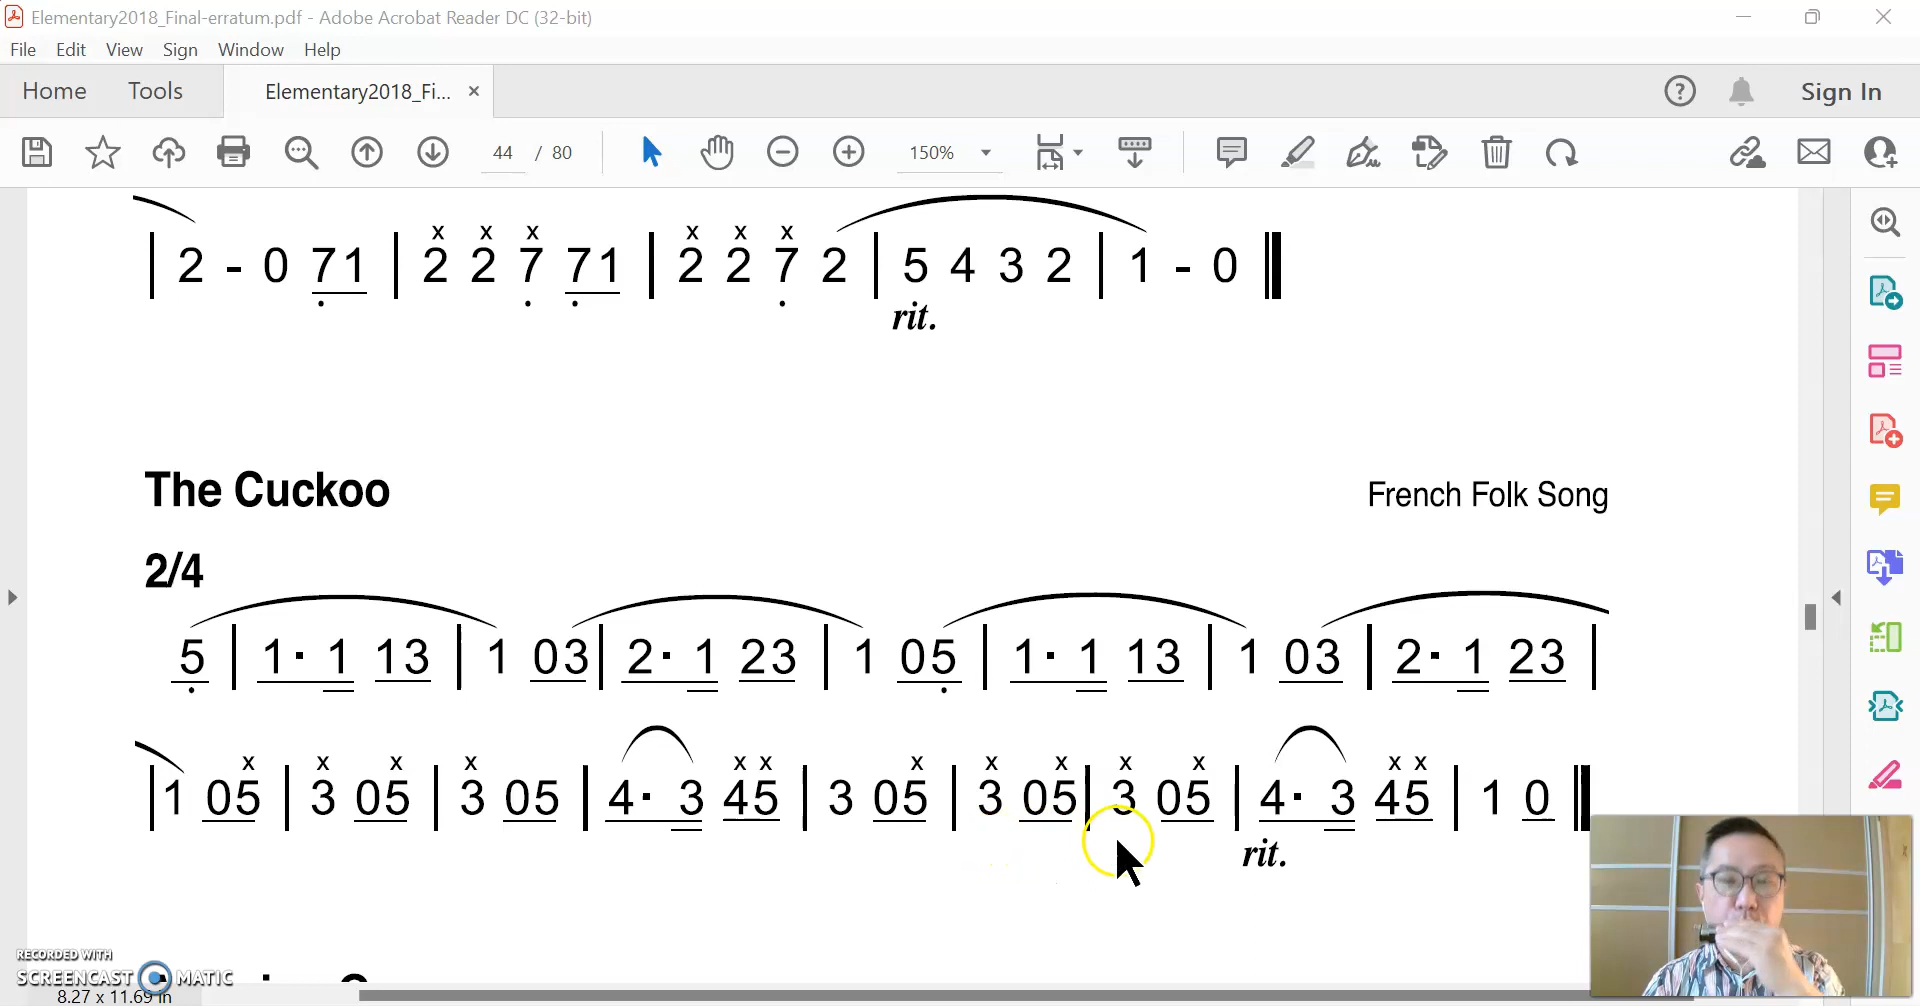 Elementary2018_Final-erratum.pdf - Adobe Acrobat Reader DC (32-bit)
File Edit View Sign Window Help
Home Tools Elementary2018_Fi... × Sign In
44 / 80 150%
x x x x x x
| 2 - 0 71 | 2 2 7 71 | 2 2 7 2 | 5 4 3 2 | 1 - 0 ‖
rit.
The Cuckoo French Folk Song
2/4
5 | 1· 1 13 | 1 03 | 2· 1 23 | 1 05 | 1· 1 13 | 1 03 | 2· 1 23 |
x x x x x x x x x x x x x
| 1 05 | 3 05 | 3 05 | 4· 3 45 | 3 05 | 3 05 | 3 05 | 4· 3 45 | 1 0 ‖
rit.
RECORDED WITH
SCREENCAST MATIC
8.27 x 11.69 in